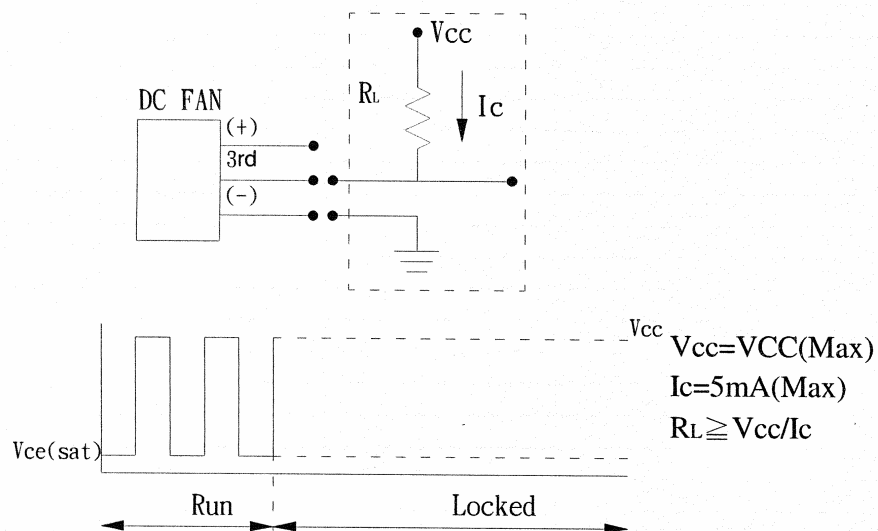 Vcc
RL
Ic
DC FAN
(+)
3rd
(-)
Vcc
Vcc=VCC(Max)
Ic=5mA(Max)
RL≧Vcc/Ic
Vce(sat)
Run
Locked